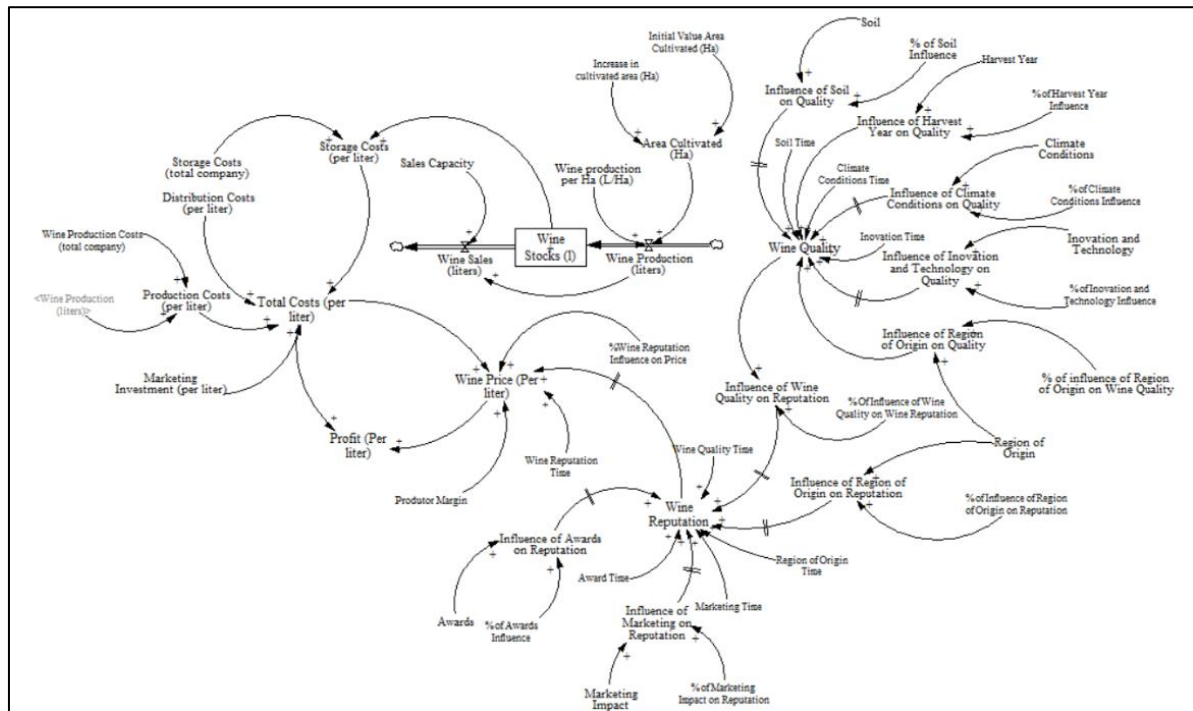 Soil
Initial Value Area
Cultivated (Ha)
% of Soil
Influence
Increase in
cultivated area (Ha)
Harvest Year
Influence of Soil
on Quality
% of Harvest Year
Influence
Influence of Harvest
Year on Quality
Storage Costs
(per liter)
Area Cultivated
(Ha)
Soil Time
Climate
Conditions
Storage Costs
(total company)
Sales Capacity
Wine production
per Ha (L/Ha)
Climate
Conditions Time
Influence of Climate
Conditions on Quality
% of Climate
Conditions Influence
Distribution Costs
(per liter)
Wine Production Costs
(total company)
Wine
Stocks (l)
Wine Sales
(liters)
Wine Production
(liters)
Wine Quality
Inovation Time
Inovation and
Technology
Influence of Inovation
and Technology on
Quality
% of Inovation and
Technology Influence
<Wine Production
(liters)>
Production Costs
(per liter)
Total Costs (per
liter)
Influence of Region
of Origin on Quality
%Wine Reputation
Influence on Price
Marketing
Investment (per liter)
Wine Price (Per
liter)
Influence of Wine
Quality on Reputation
% of influence of Region
of Origin on Wine Quality
%Of Influence of Wine
Quality on Wine Reputation
Profit (Per
liter)
Wine Reputation
Time
Wine Quality Time
Region of
Origin
Produtor Margin
Influence of Region of
Origin on Reputation
Wine
Reputation
% of Influence of Region
of Origin on Reputation
Influence of Awards
on Reputation
Region of Origin
Time
Award Time
Marketing Time
Awards
% of Awards
Influence
Influence of
Marketing on
Reputation
Marketing
Impact
% of Marketing
Impact on Reputation